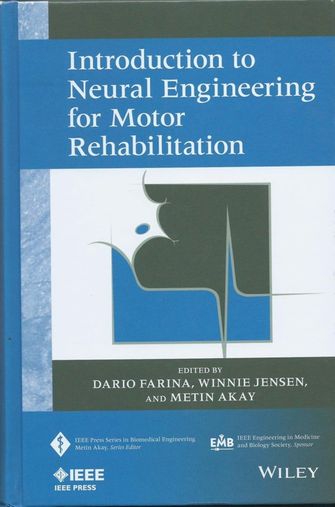 Introduction to
Neural Engineering
for Motor
Rehabilitation
EDITED BY
DARIO FARINA, WINNIE JENSEN,
AND METIN AKAY
IEEE Press Series in Biomedical Engineering
Metin Akay, Series Editor
EMB
IEEE Engineering in Medicine
and Biology Society, Sponsor
IEEE
IEEE PRESS
WILEY